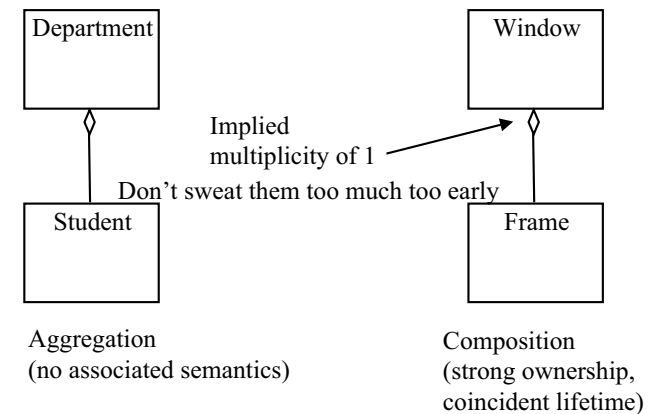 Department
Window
Implied
multiplicity of 1
Don’t sweat them too much too early
Student
Frame
Aggregation
(no associated semantics)
Composition
(strong ownership,
coincident lifetime)